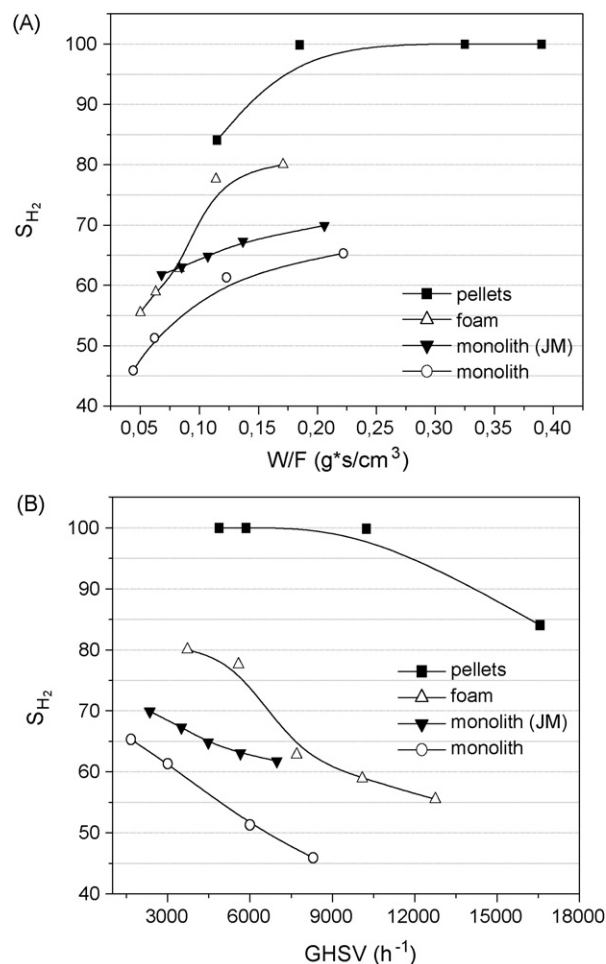 (A)
100
90
80
70
60
50
40
S_H2
pellets
foam
monolith (JM)
monolith
0,05 0,10 0,15 0,20 0,25 0,30 0,35 0,40
W/F (g*s/cm³)
(B)
100
90
80
70
60
50
40
S_H2
pellets
foam
monolith (JM)
monolith
3000 6000 9000 12000 15000 18000
GHSV (h⁻¹)